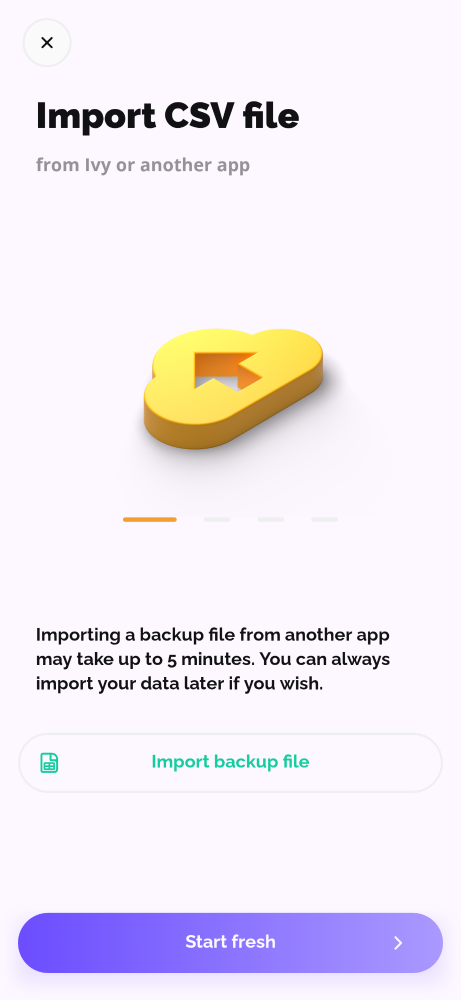 Import CSV file
from Ivy or another app
Importing a backup file from another app
may take up to 5 minutes. You can always
import your data later if you wish.
Import backup file
Start fresh